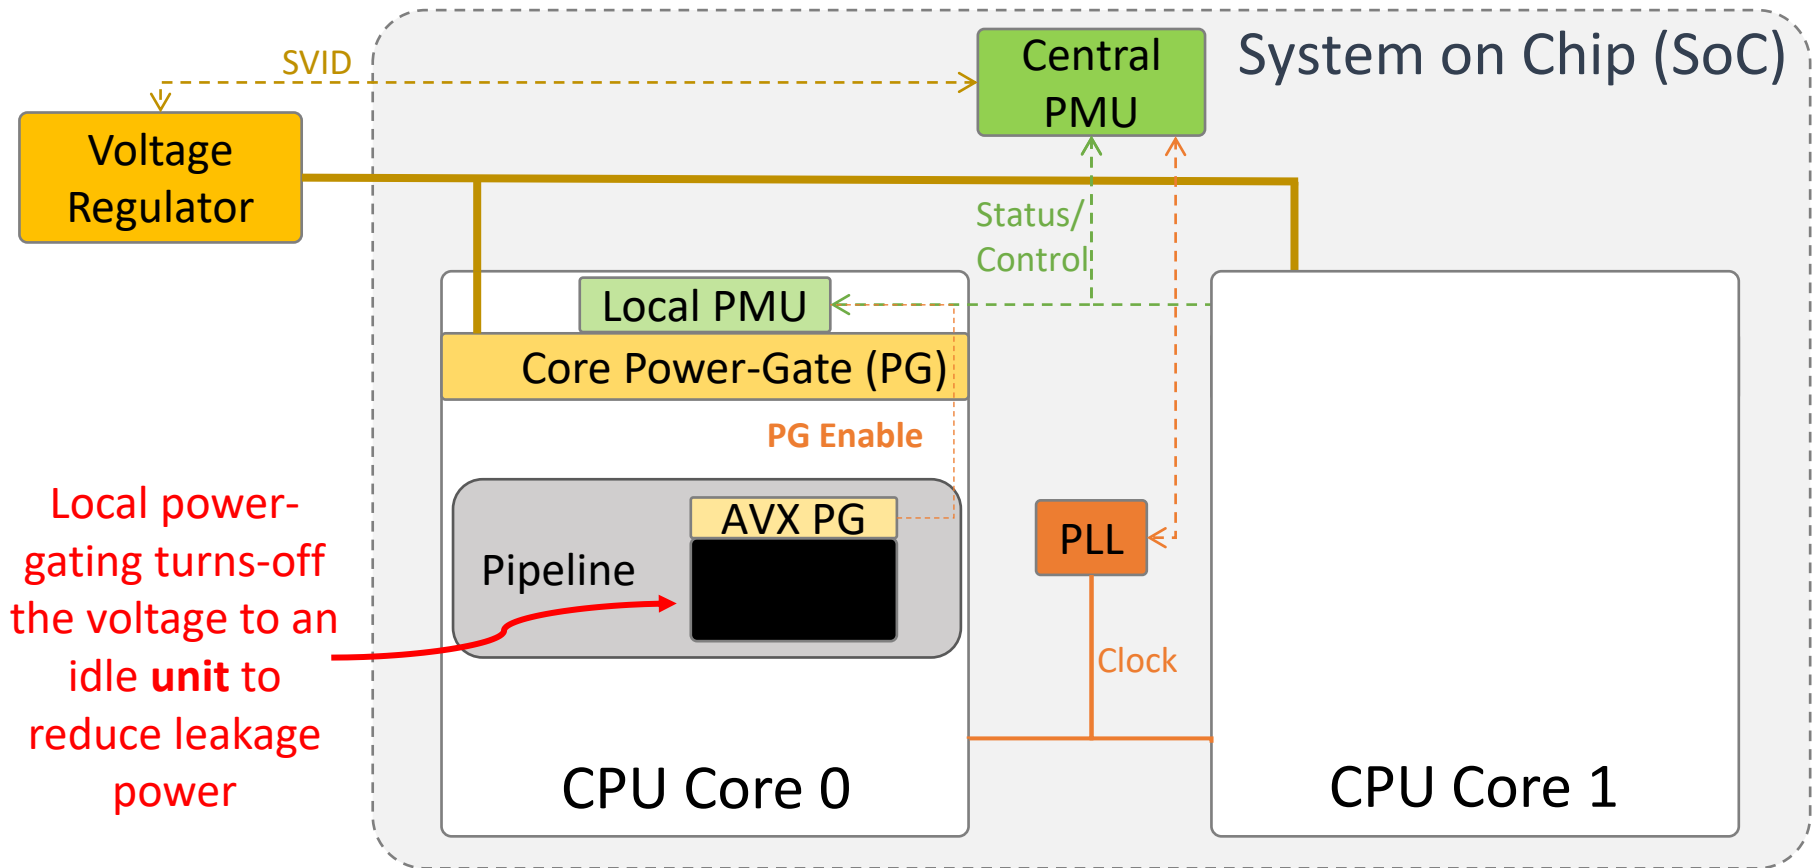 System on Chip (SoC)
SVID
Central
PMU
Voltage
Regulator
Status/
Control
Local PMU
Core Power-Gate (PG)
PG Enable
AVX PG
Pipeline
PLL
Clock
CPU Core 0
CPU Core 1
Local power-
gating turns-off
the voltage to an
idle unit to
reduce leakage
power